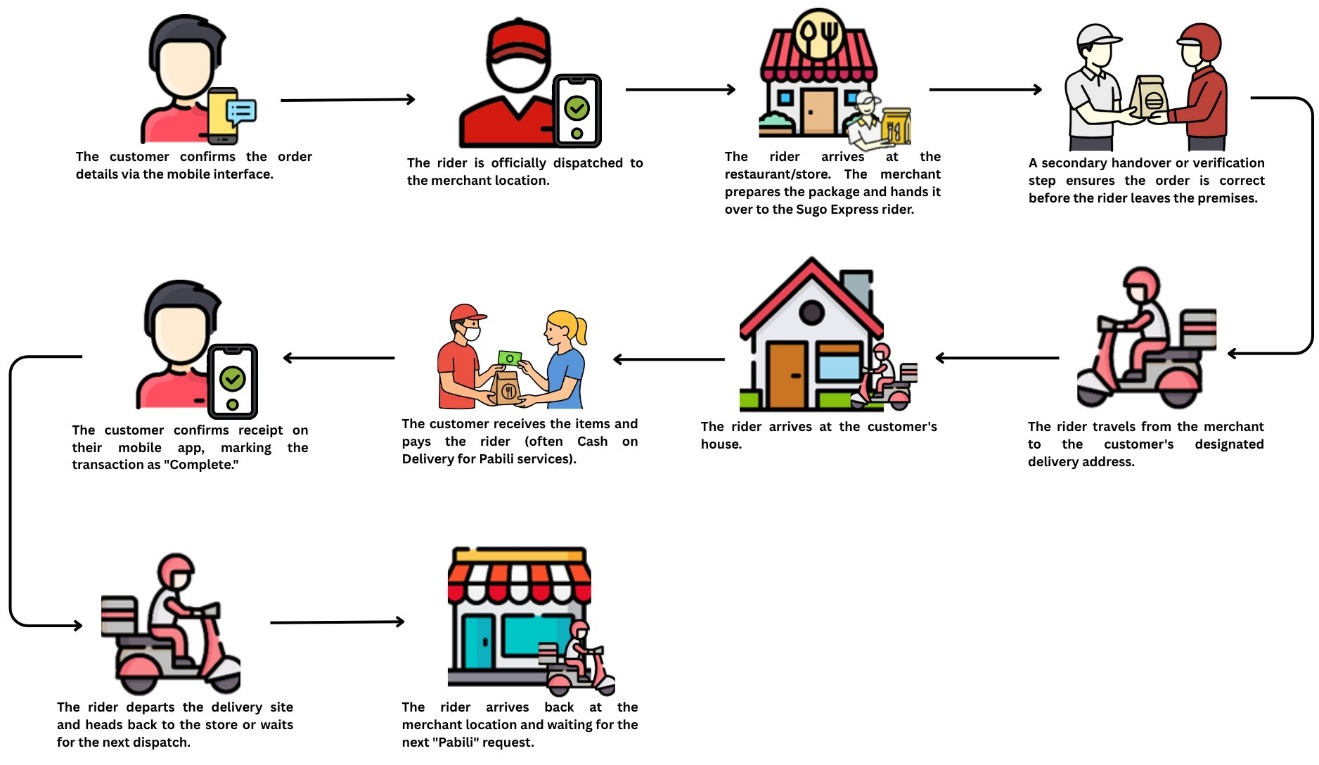 The customer confirms the order
details via the mobile interface.
The rider is officially dispatched to
the merchant location.
The rider arrives at the
restaurant/store. The merchant
prepares the package and hands it
over to the Sugo Express rider.
A secondary handover or verification
step ensures the order is correct
before the rider leaves the premises.
The customer confirms receipt on
their mobile app, marking the
transaction as "Complete."
The customer receives the items and
pays the rider (often Cash on
Delivery for Pabili services).
The rider arrives at the customer's
house.
The rider travels from the merchant
to the customer's designated
delivery address.
The rider departs the delivery site
and heads back to the store or waits
for the next dispatch.
The rider arrives back at the
merchant location and waiting for the
next "Pabili" request.